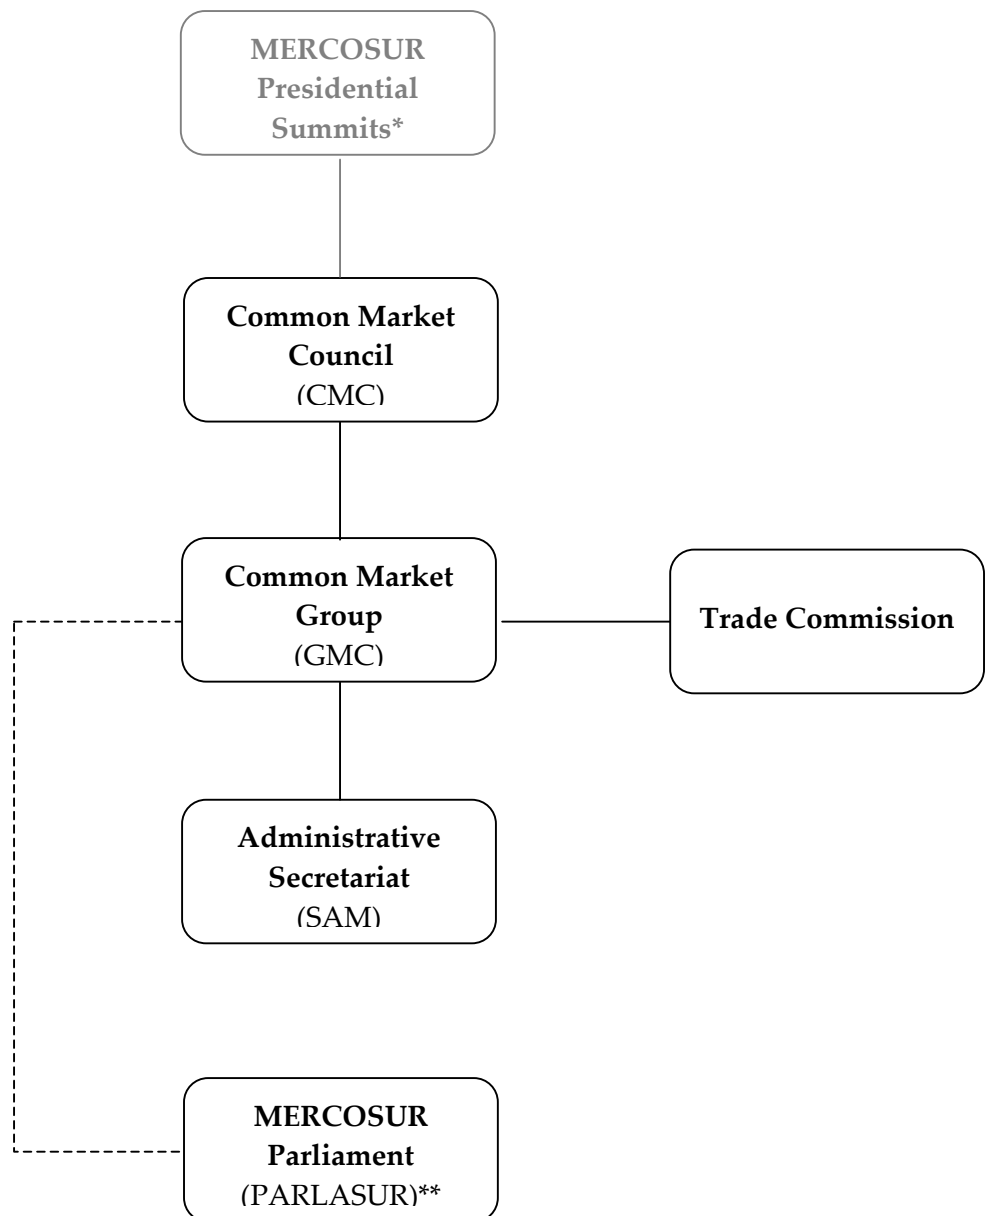 MERCOSUR
Presidential
Summits*
Common Market
Council
(CMC)
Common Market
Group
(GMC)
Trade Commission
Administrative
Secretariat
(SAM)
MERCOSUR
Parliament
(PARLASUR)**